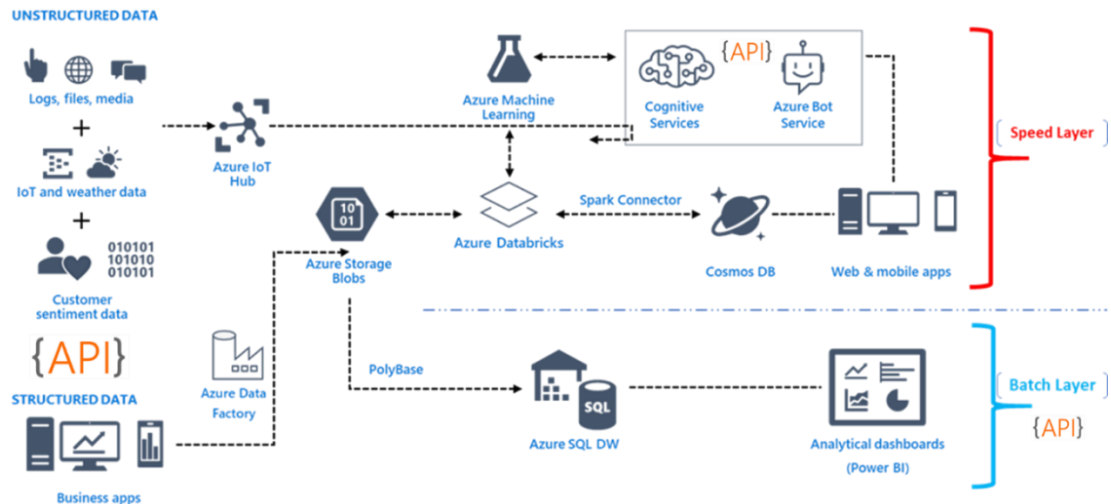 UNSTRUCTURED DATA
Logs, files, media
+
IoT and weather data
+
010101
101010
010101
Customer
sentiment data
{API}
STRUCTURED DATA
Business apps
Azure IoT
Hub
Azure Data
Factory
10
01
Azure Storage
Blobs
Azure Machine
Learning
Azure Databricks
{API}
Cognitive
Services
Azure Bot
Service
Spark Connector
Cosmos DB
Web & mobile apps
[ Speed Layer ]
PolyBase
SQL
Azure SQL DW
Analytical dashboards
(Power BI)
[ Batch Layer ]
{API}